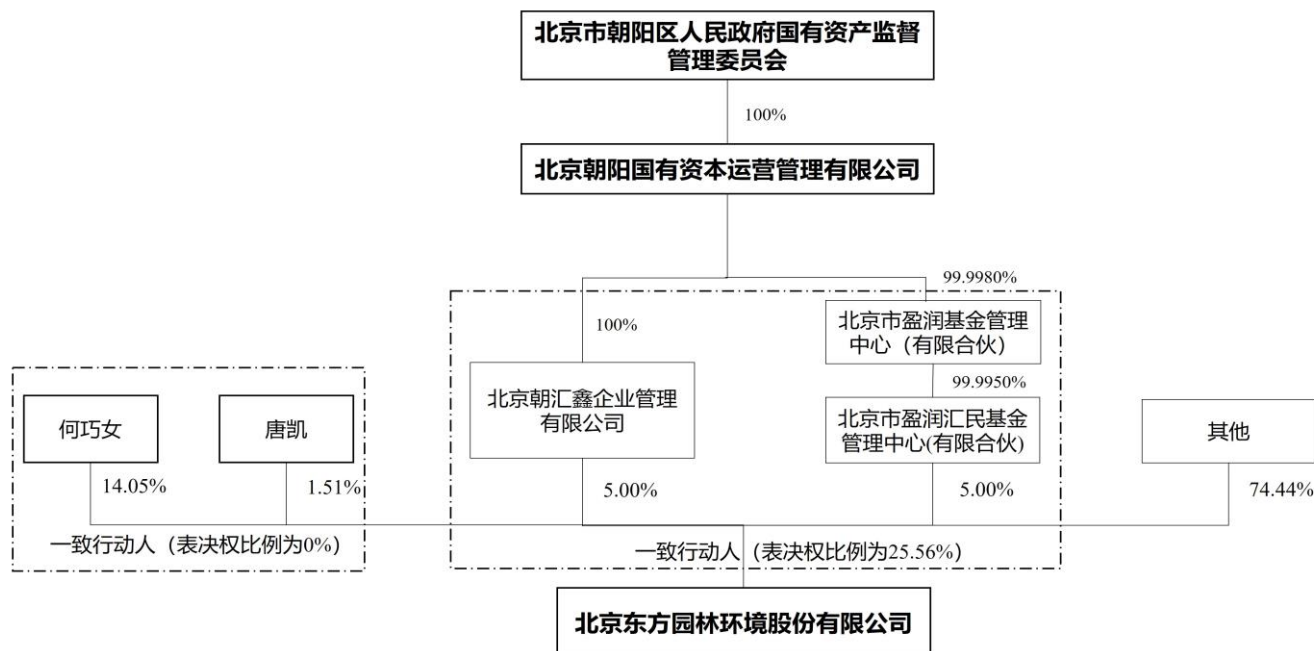 北京市朝阳区人民政府国有资产监督
管理委员会
100%
北京朝阳国有资本运营管理有限公司
99.9980%
100%
北京市盈润基金管理
中心（有限合伙）
99.9950%
北京朝汇鑫企业管理
有限公司
北京市盈润汇民基金
管理中心(有限合伙)
何巧女
唐凯
其他
14.05%
1.51%
5.00%
5.00%
74.44%
一致行动人（表决权比例为0%）
一致行动人（表决权比例为25.56%）
北京东方园林环境股份有限公司